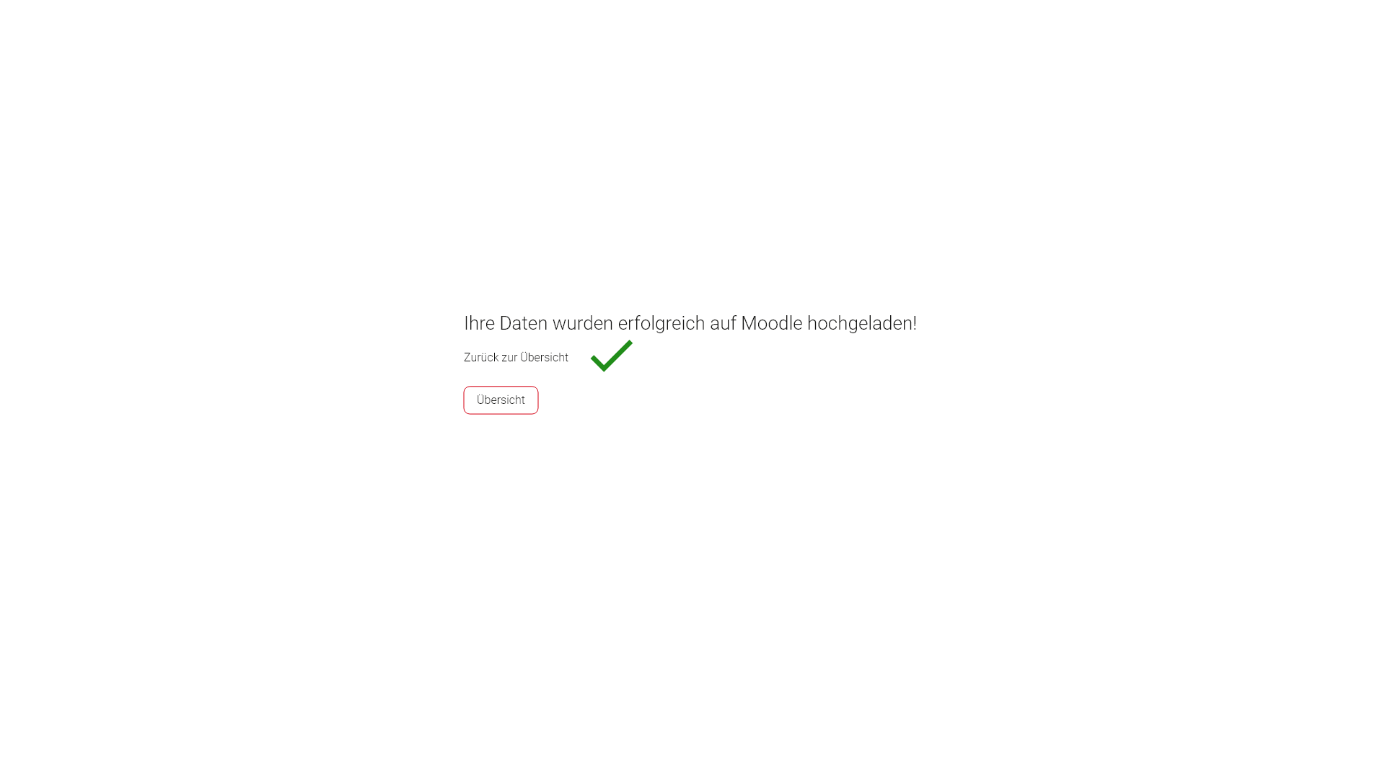 Ihre Daten wurden erfolgreich auf Moodle hochgeladen!
Zurück zur Übersicht
Übersicht